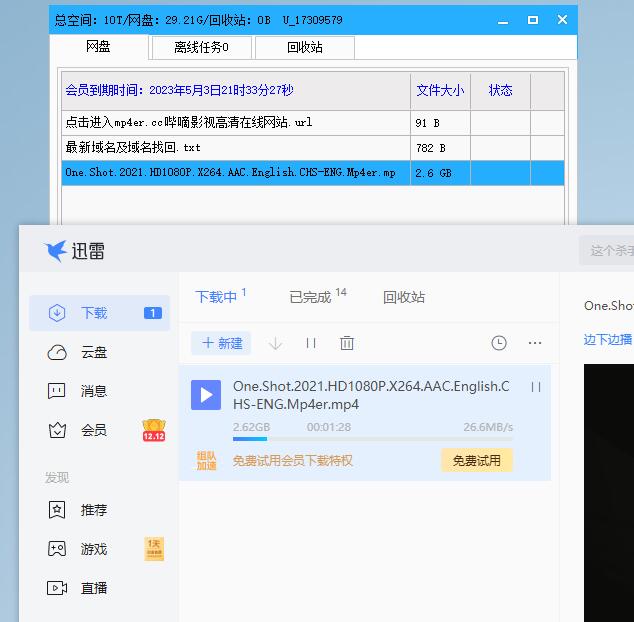 总空间: 10T/网盘: 29.21G/回收站: 0B U_17309579
网盘 离线任务0 回收站
会员到期时间: 2023年5月3日21时33分27秒 文件大小 状态
点击进入mp4er.cc哔嘀影视高清在线网站.url 91 B
最新域名及域名找回.txt 782 B
One.Shot.2021.HD1080P.X264.AAC.English.CHS-ENG.Mp4er.mp 2.6 GB
迅雷
这个杀手
下载 1
云盘
消息
会员
12.12
发现
推荐
游戏
1天
直播
下载中 1 已完成 14 回收站
+ 新建
One.Shot.2021.HD1080P.X264.AAC.English.C
HS-ENG.Mp4er.mp4
2.62GB 00:01:28 26.6MB/s
组队
加速
免费试用会员下载特权 免费试用
One.Shot
边下边播